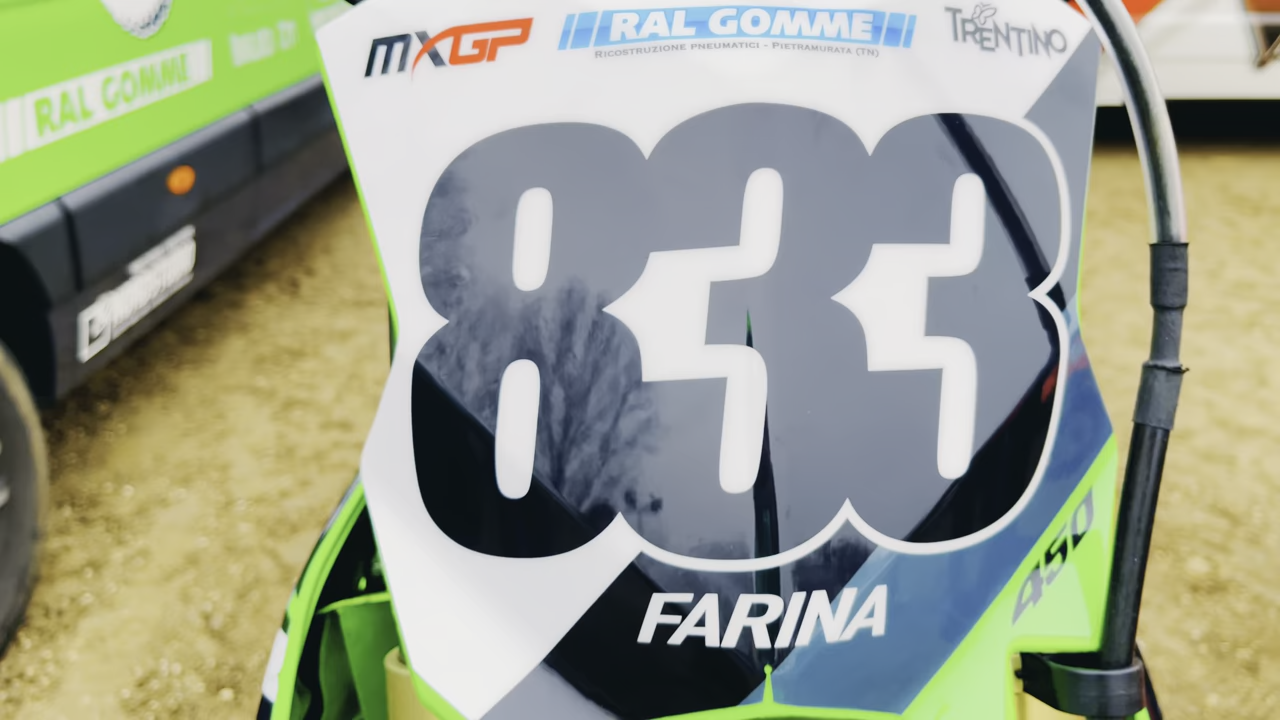 MXGP
RAL GOMME
RICOSTRUZIONE PNEUMATICI - PIETRAMURATA (TN)
TRENTINO
RAL GOMME
833
450
FARINA